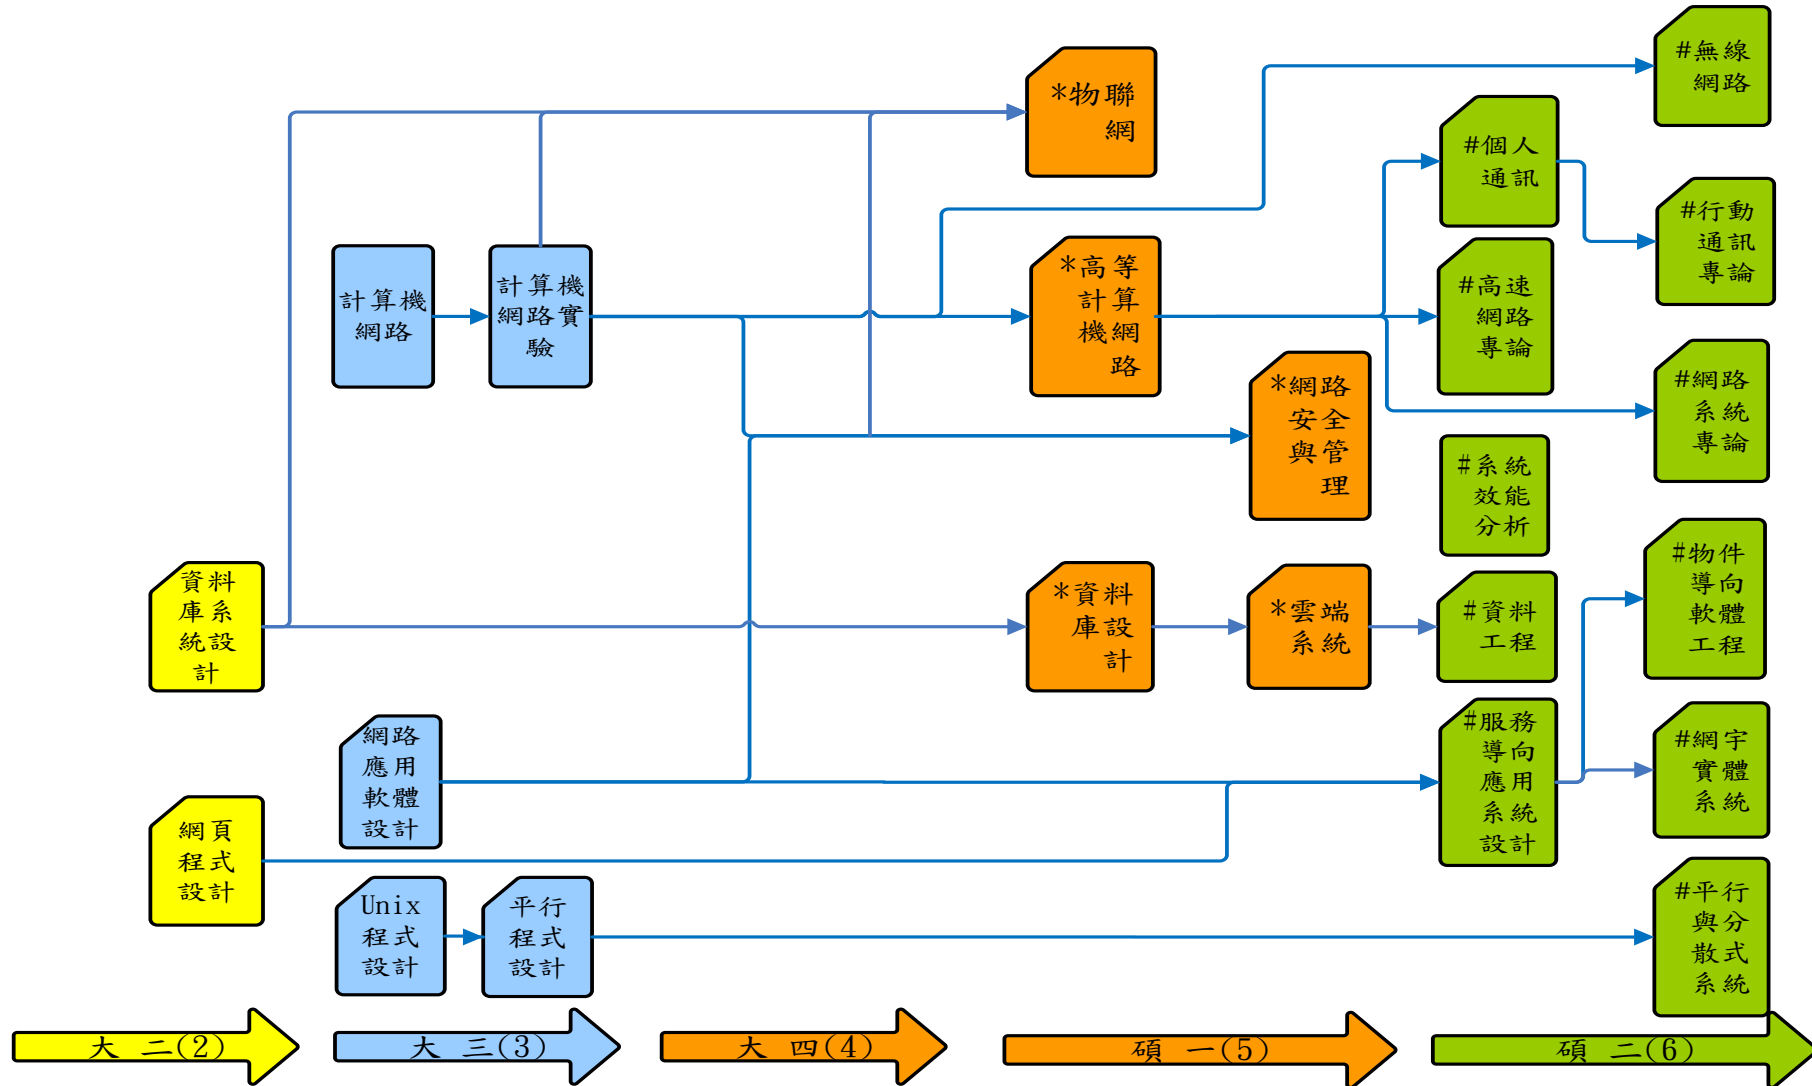 #無線
網路
*物聯
網
#個人
通訊
#行動
通訊
專論
計算機
網路
計算機
網路實
驗
*高等
計算
機網
路
#高速
網路
專論
#網路
系統
專論
*網路
安全
與管
理
#系統
效能
分析
資料
庫系
統設
計
*資料
庫設
計
*雲端
系統
#資料
工程
#物件
導向
軟體
工程
網路
應用
軟體
設計
#服務
導向
應用
系統
設計
#網宇
實體
系統
網頁
程式
設計
Unix
程式
設計
平行
程式
設計
#平行
與分
散式
系統
大 二(2)
大 三(3)
大 四(4)
碩 一(5)
碩 二(6)